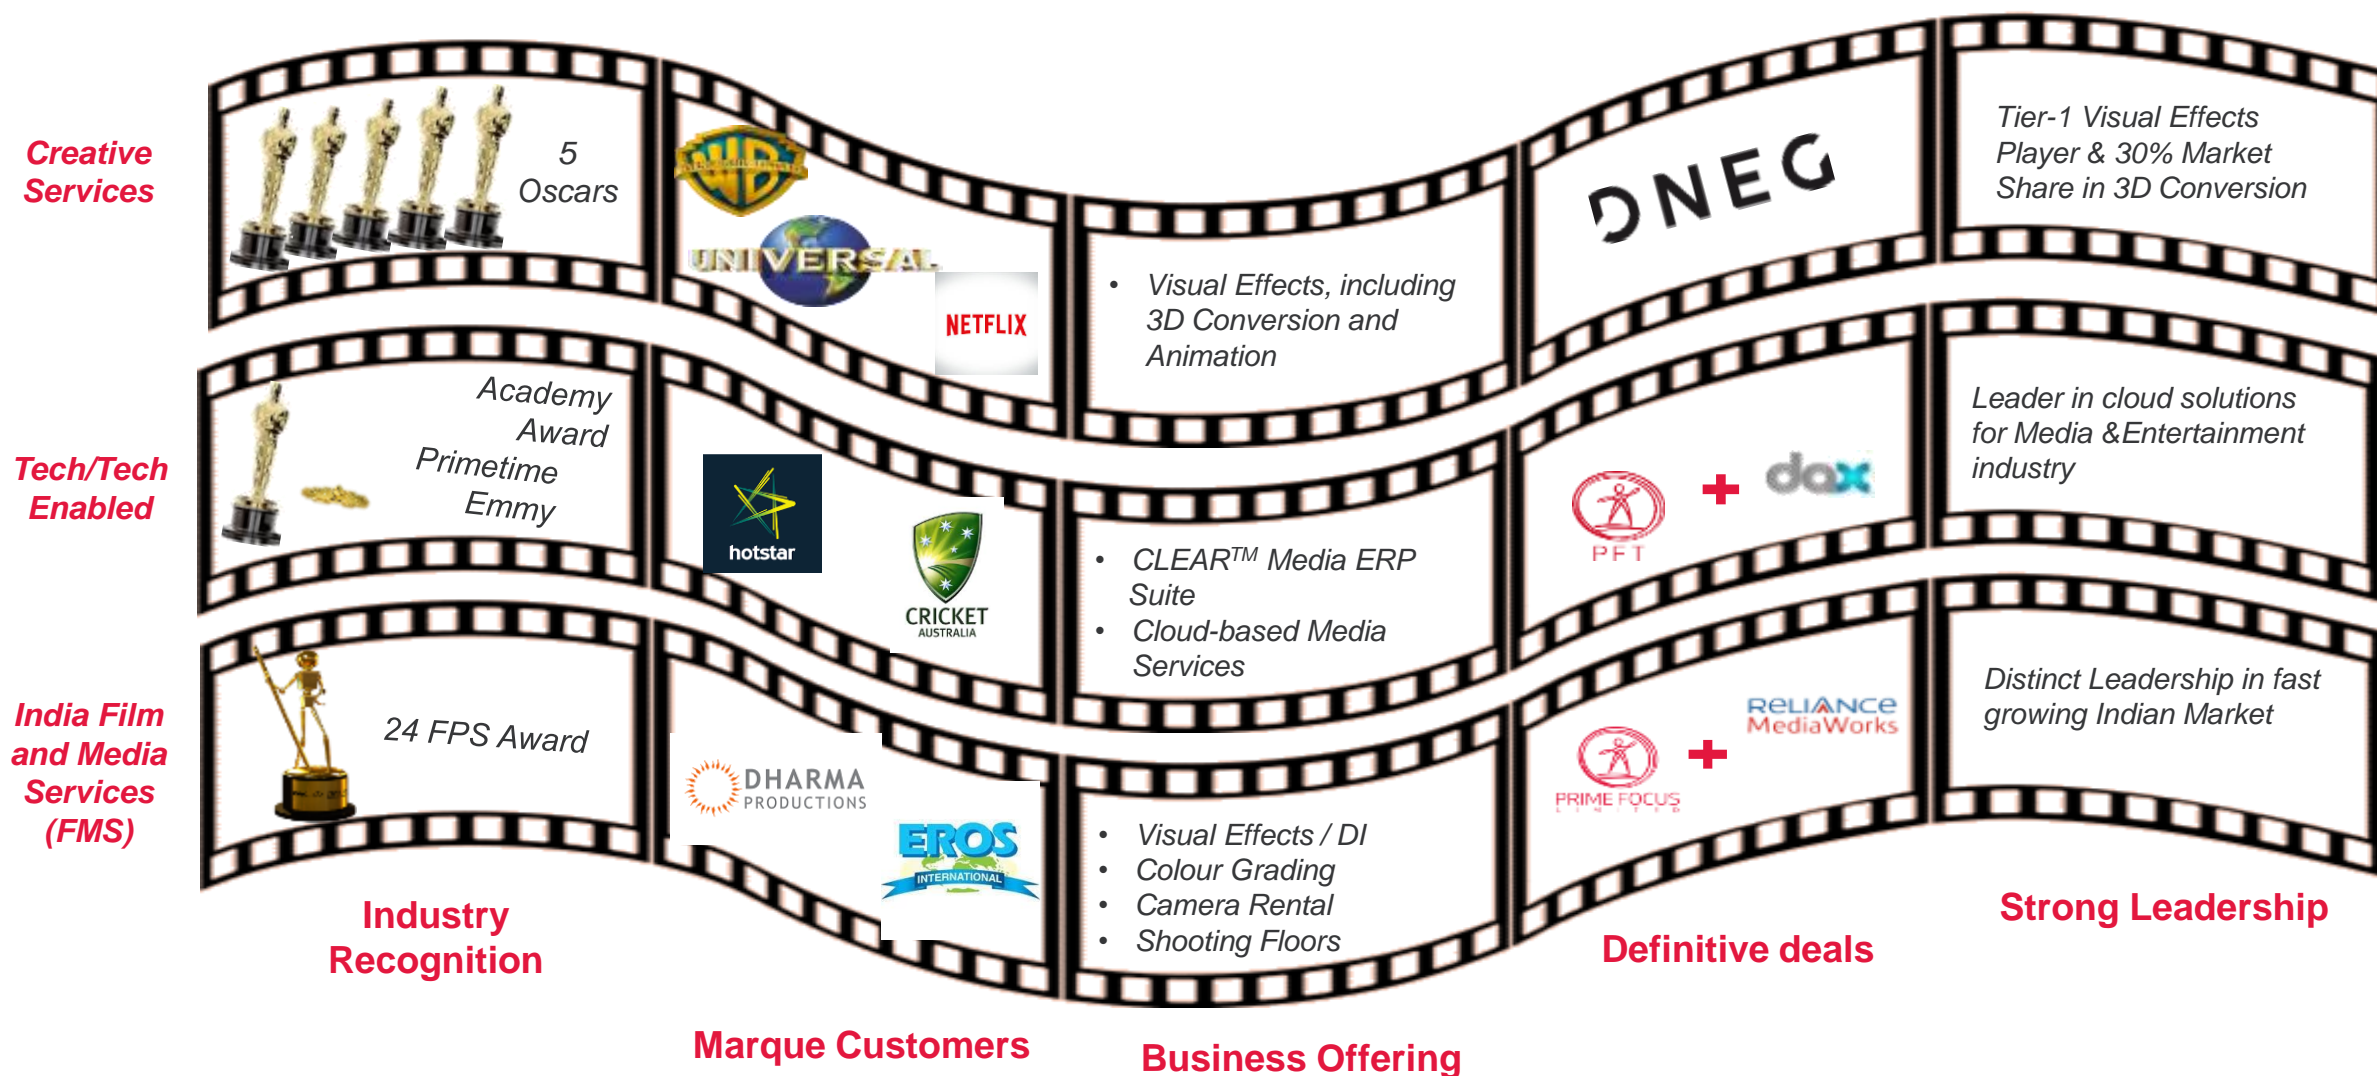 Creative
Services
5
Oscars
WB
UNIVERSAL
NETFLIX
• Visual Effects, including
3D Conversion and
Animation
DNEG
Tier-1 Visual Effects
Player & 30% Market
Share in 3D Conversion
Tech/Tech
Enabled
Academy
Award
Primetime
Emmy
hotstar
CRICKET
AUSTRALIA
• CLEAR™ Media ERP
Suite
• Cloud-based Media
Services
PFT
dax
Leader in cloud solutions
for Media &Entertainment
industry
India Film
and Media
Services
(FMS)
24 FPS Award
DHARMA
PRODUCTIONS
EROS
INTERNATIONAL
• Visual Effects / DI
• Colour Grading
• Camera Rental
• Shooting Floors
PRIME FOCUS
LIMITED
RELIANCE
MediaWorks
Distinct Leadership in fast
growing Indian Market
Industry
Recognition
Marque Customers
Business Offering
Definitive deals
Strong Leadership